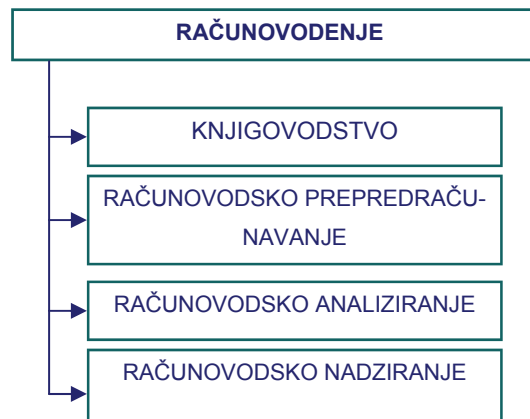 RAČUNOVODENJE
KNJIGOVODSTVO
RAČUNOVODSKO PREPREDRAČU-
NAVANJE
RAČUNOVODSKO ANALIZIRANJE
RAČUNOVODSKO NADZIRANJE